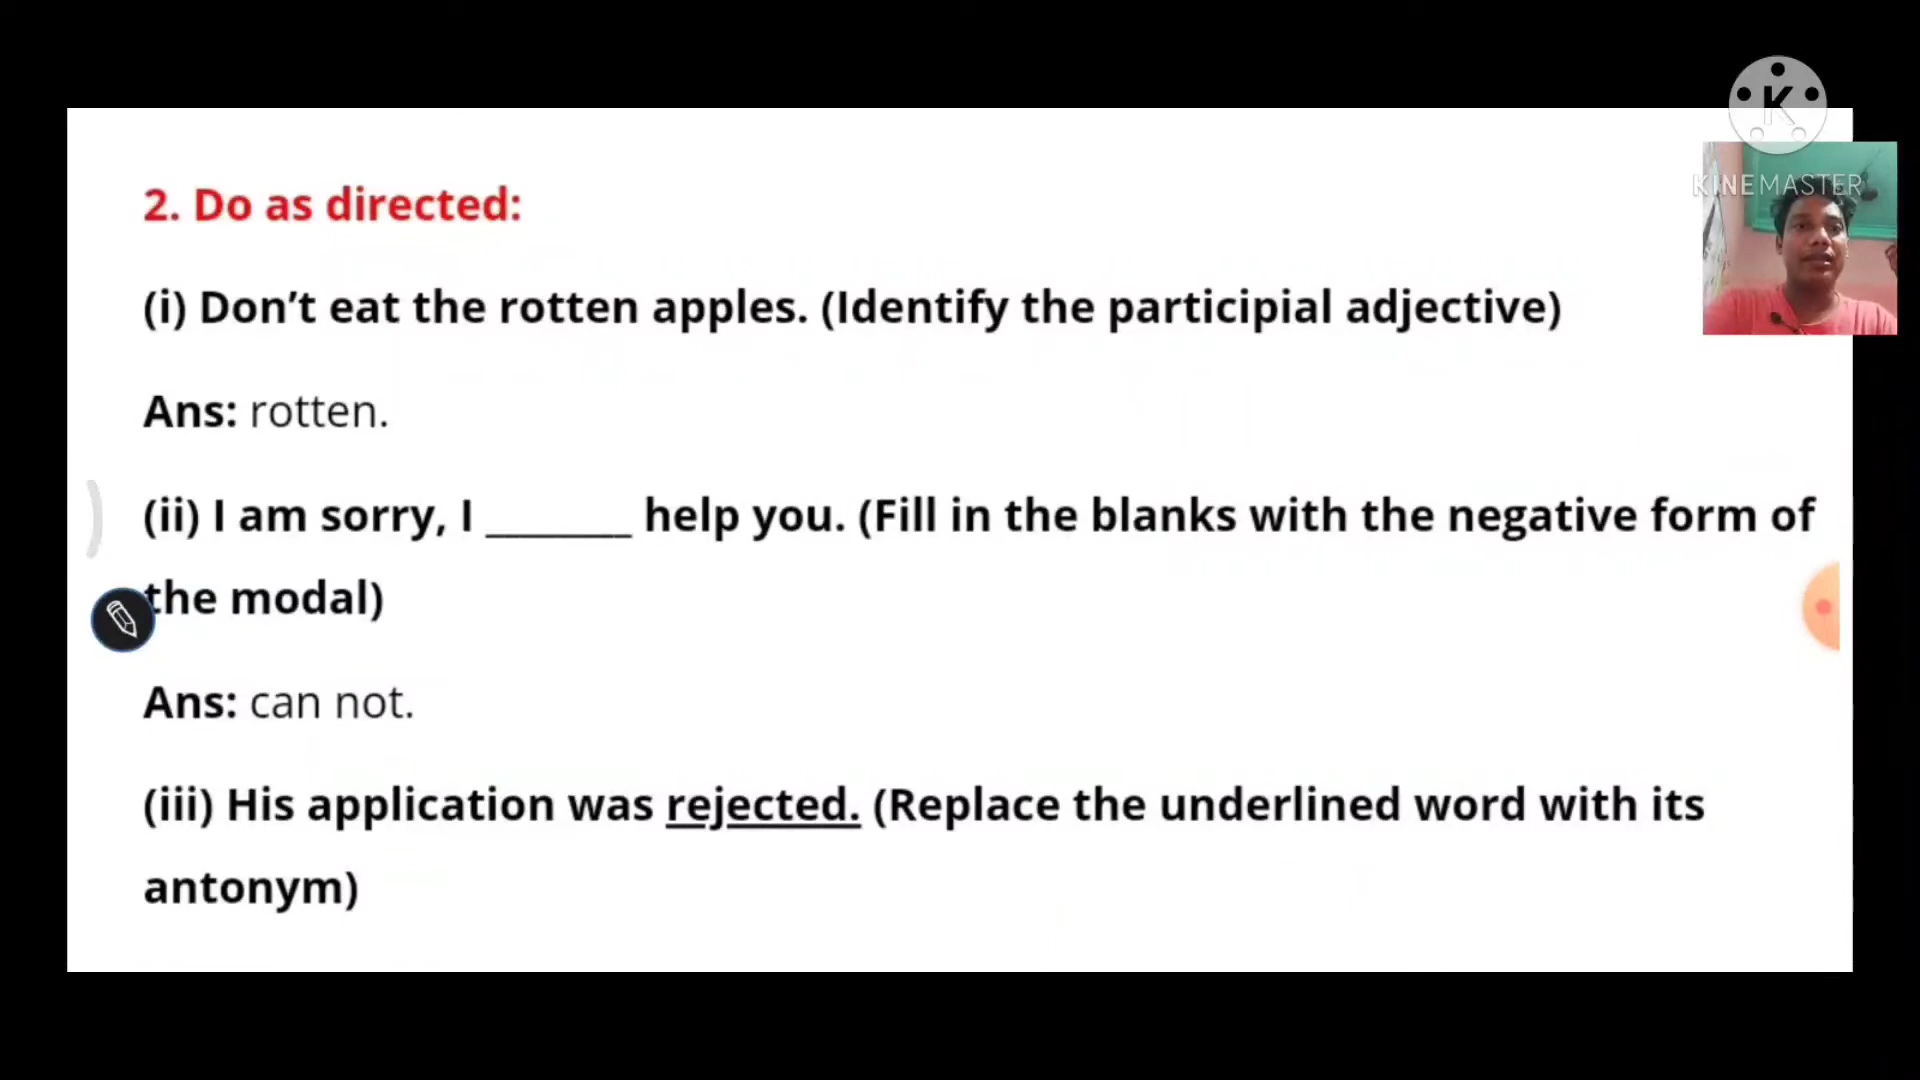 K
KINEMASTER
2. Do as directed:
(i) Don’t eat the rotten apples. (Identify the participial adjective)
Ans: rotten.
(ii) I am sorry, I _______ help you. (Fill in the blanks with the negative form of
the modal)
Ans: can not.
(iii) His application was rejected. (Replace the underlined word with its
antonym)